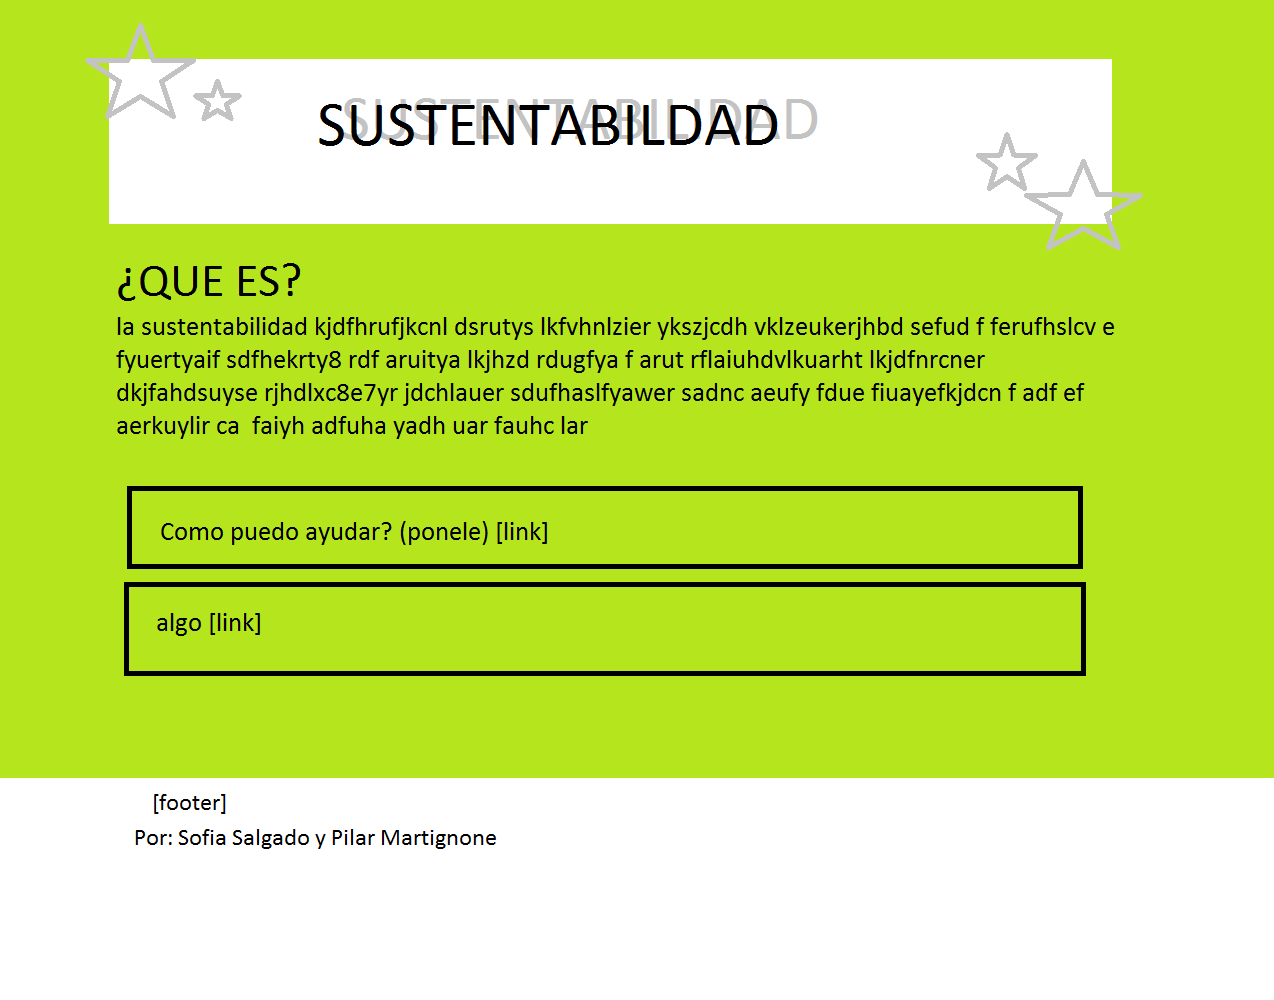 SUSTENTABILDAD
SUSTENTABILIDAD
¿QUE ES?
la sustentabilidad kjdfhrufjkcnl dsrutys lkfvhnlzier ykszjcdh vklzeukerjhbd sefud f ferufhslcv e
fyuertyaif sdfhekrty8 rdf aruitya lkjhzd rdugfya f arut rflaiuhdvlkuarht lkjdfnrcner
dkjfahdsuyse rjhdlxc8e7yr jdchlauer sdufhaslfyawer sadnc aeufy fdue fiuayefkjdcn f adf ef
aerkuylir ca  faiyh adfuha yadh uar fauhc lar
Como puedo ayudar? (ponele) [link]
algo [link]
[footer]
Por: Sofia Salgado y Pilar Martignone